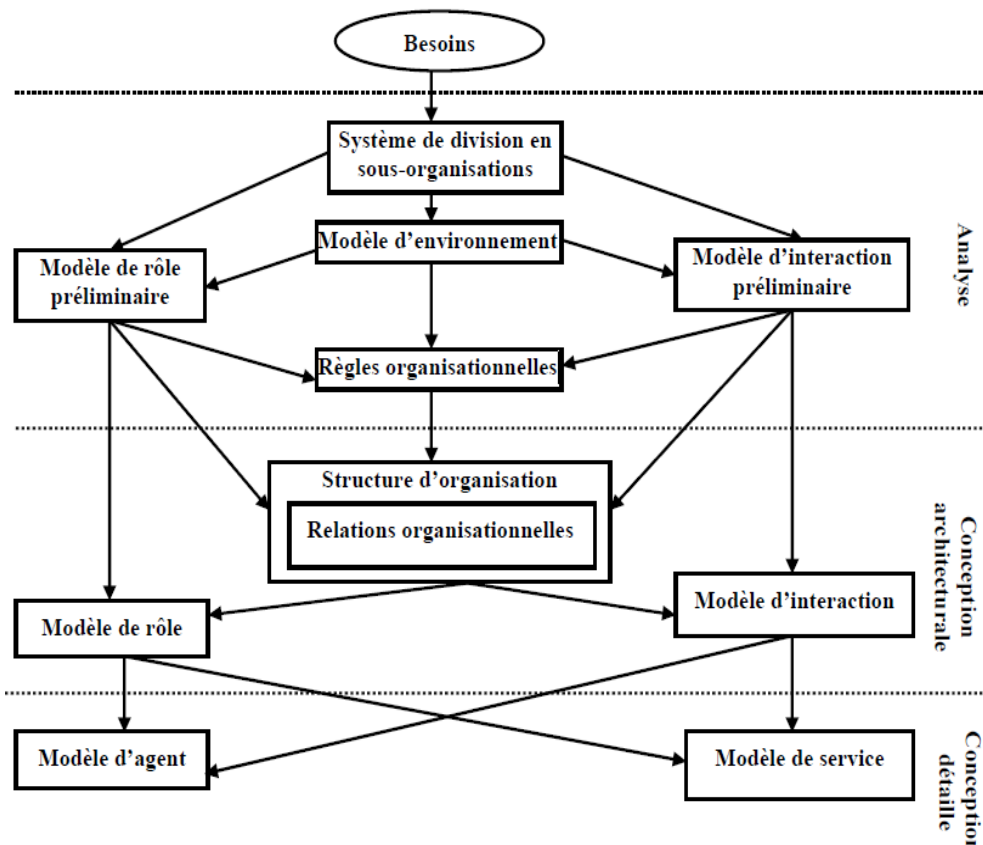 Besoins
Système de division en
sous-organisations
Modèle d'environnement
Modèle de rôle
préliminaire
Modèle d'interaction
préliminaire
Analyse
Règles organisationnelles
Structure d'organisation
Relations organisationnelles
Modèle de rôle
Modèle d'interaction
Conception
architecturale
Modèle d'agent
Modèle de service
Conception
détaille